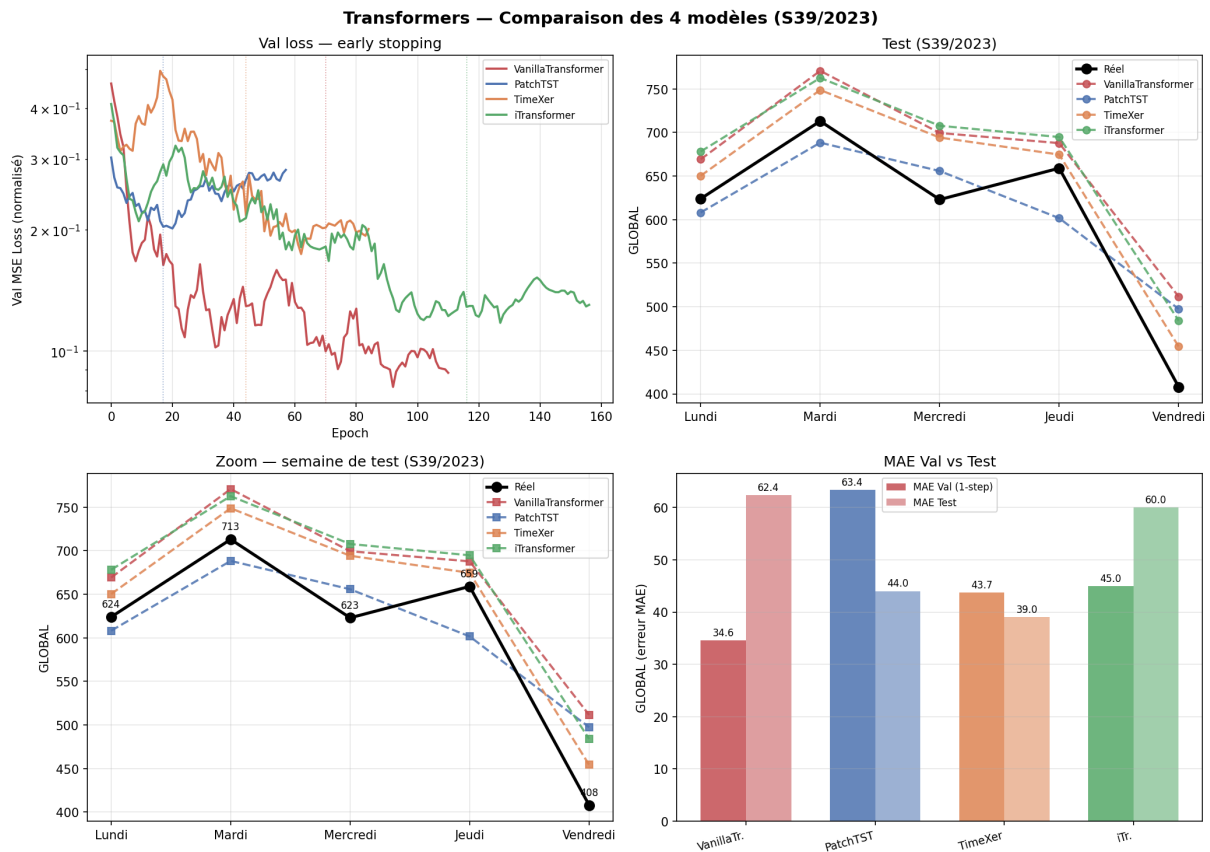 Transformers — Comparaison des 4 modèles (S39/2023)
Val loss — early stopping
Val MSE Loss (normalisé)
4 × 10⁻¹
3 × 10⁻¹
2 × 10⁻¹
10⁻¹
0 20 40 60 80 100 120 140 160
Epoch
VanillaTransformer
PatchTST
TimeXer
iTransformer
Test (S39/2023)
GLOBAL
750
700
650
600
550
500
450
400
Lundi Mardi Mercredi Jeudi Vendredi
Réel
VanillaTransformer
PatchTST
TimeXer
iTransformer
Zoom — semaine de test (S39/2023)
GLOBAL
750
700
650
600
550
500
450
400
624
713
623
659
408
Lundi Mardi Mercredi Jeudi Vendredi
Réel
VanillaTransformer
PatchTST
TimeXer
iTransformer
MAE Val vs Test
GLOBAL (erreur MAE)
60
50
40
30
20
10
0
34.6
62.4
63.4
44.0
43.7
39.0
45.0
60.0
MAE Val (1-step)
MAE Test
VanillaTr. PatchTST TimeXer iTr.